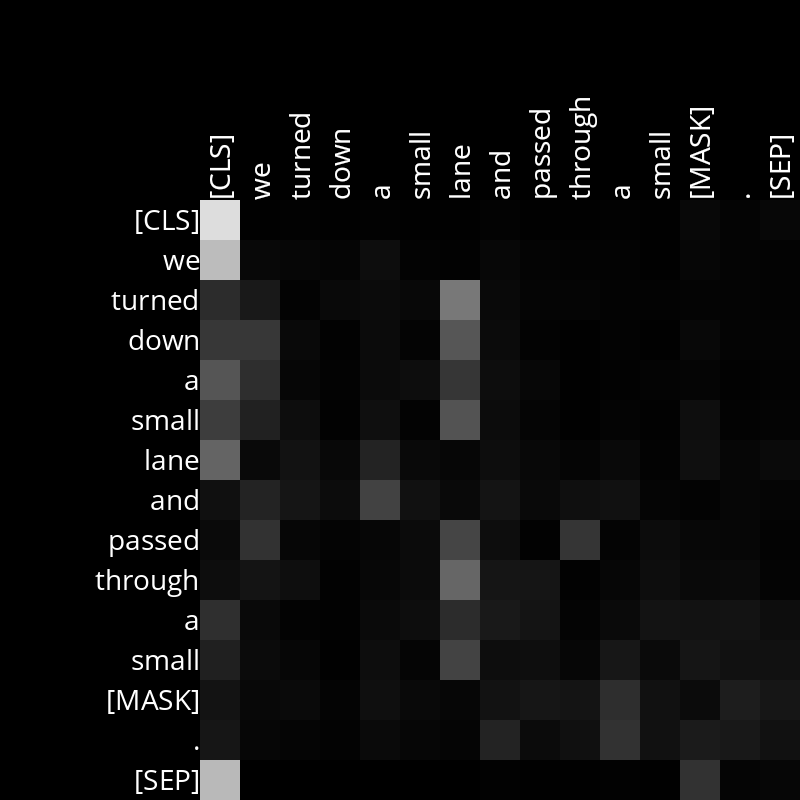 [CLS] we turned down a small lane and passed through a small [MASK] . [SEP]
[CLS]
we
turned
down
a
small
lane
and
passed
through
a
small
[MASK]
.
[SEP]